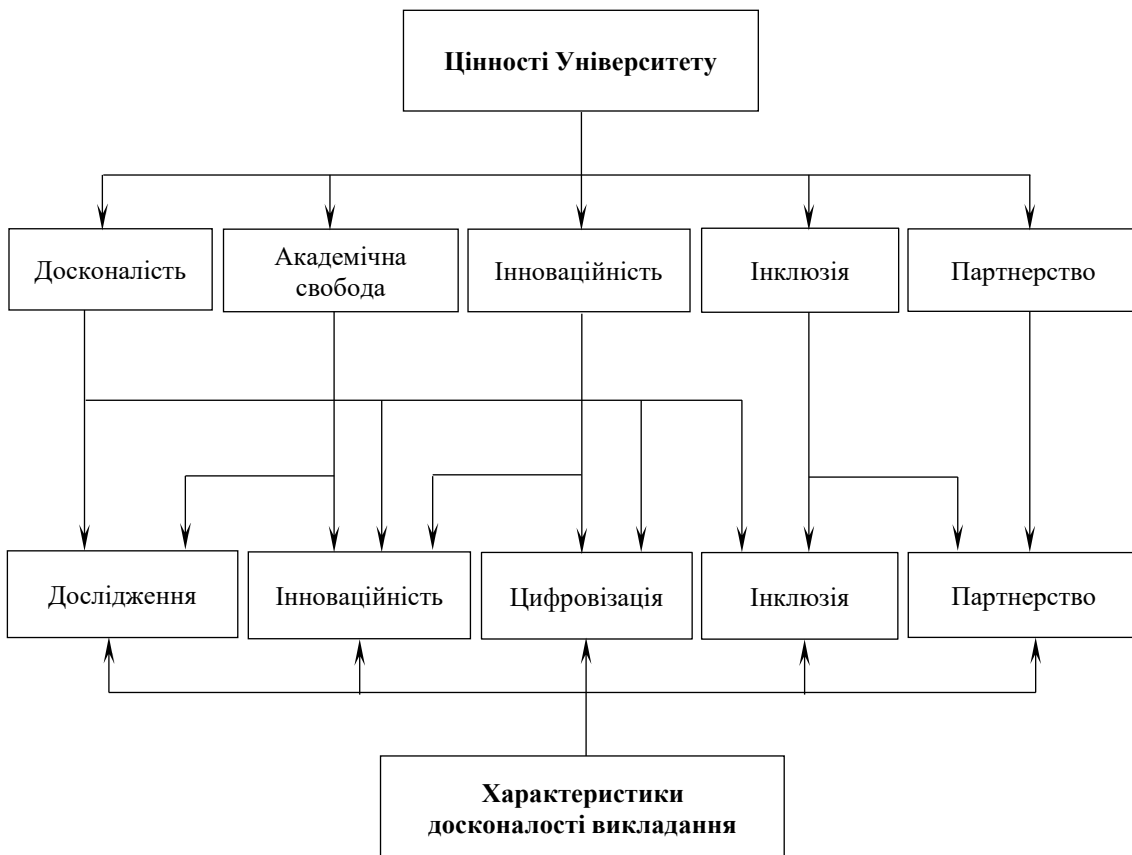 Цінності Університету
Досконалість
Академічна
свобода
Інноваційність
Інклюзія
Партнерство
Дослідження
Інноваційність
Цифровізація
Інклюзія
Партнерство
Характеристики
досконалості викладання